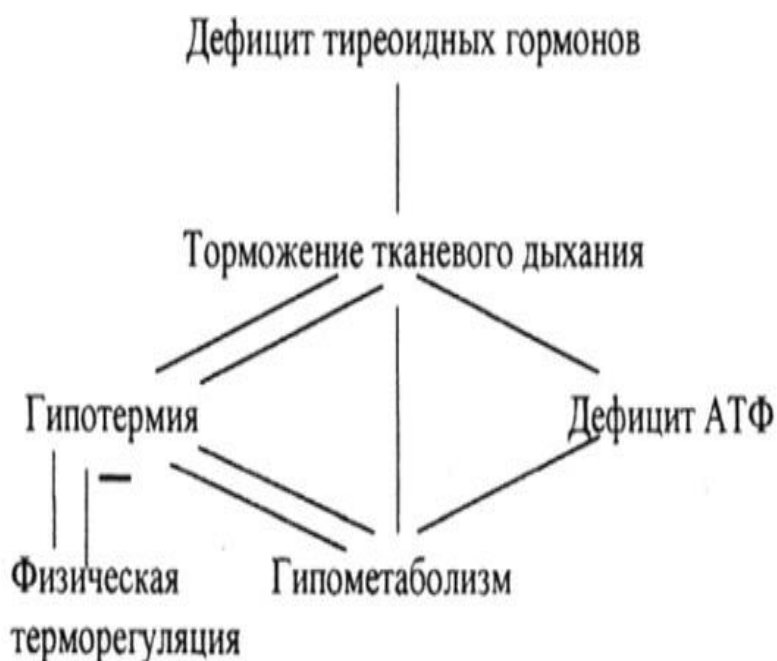 Дефицит тиреоидных гормонов
Торможение тканевого дыхания
Гипотермия
Дефицит АТФ
Физическая
терморегуляция
Гипометаболизм